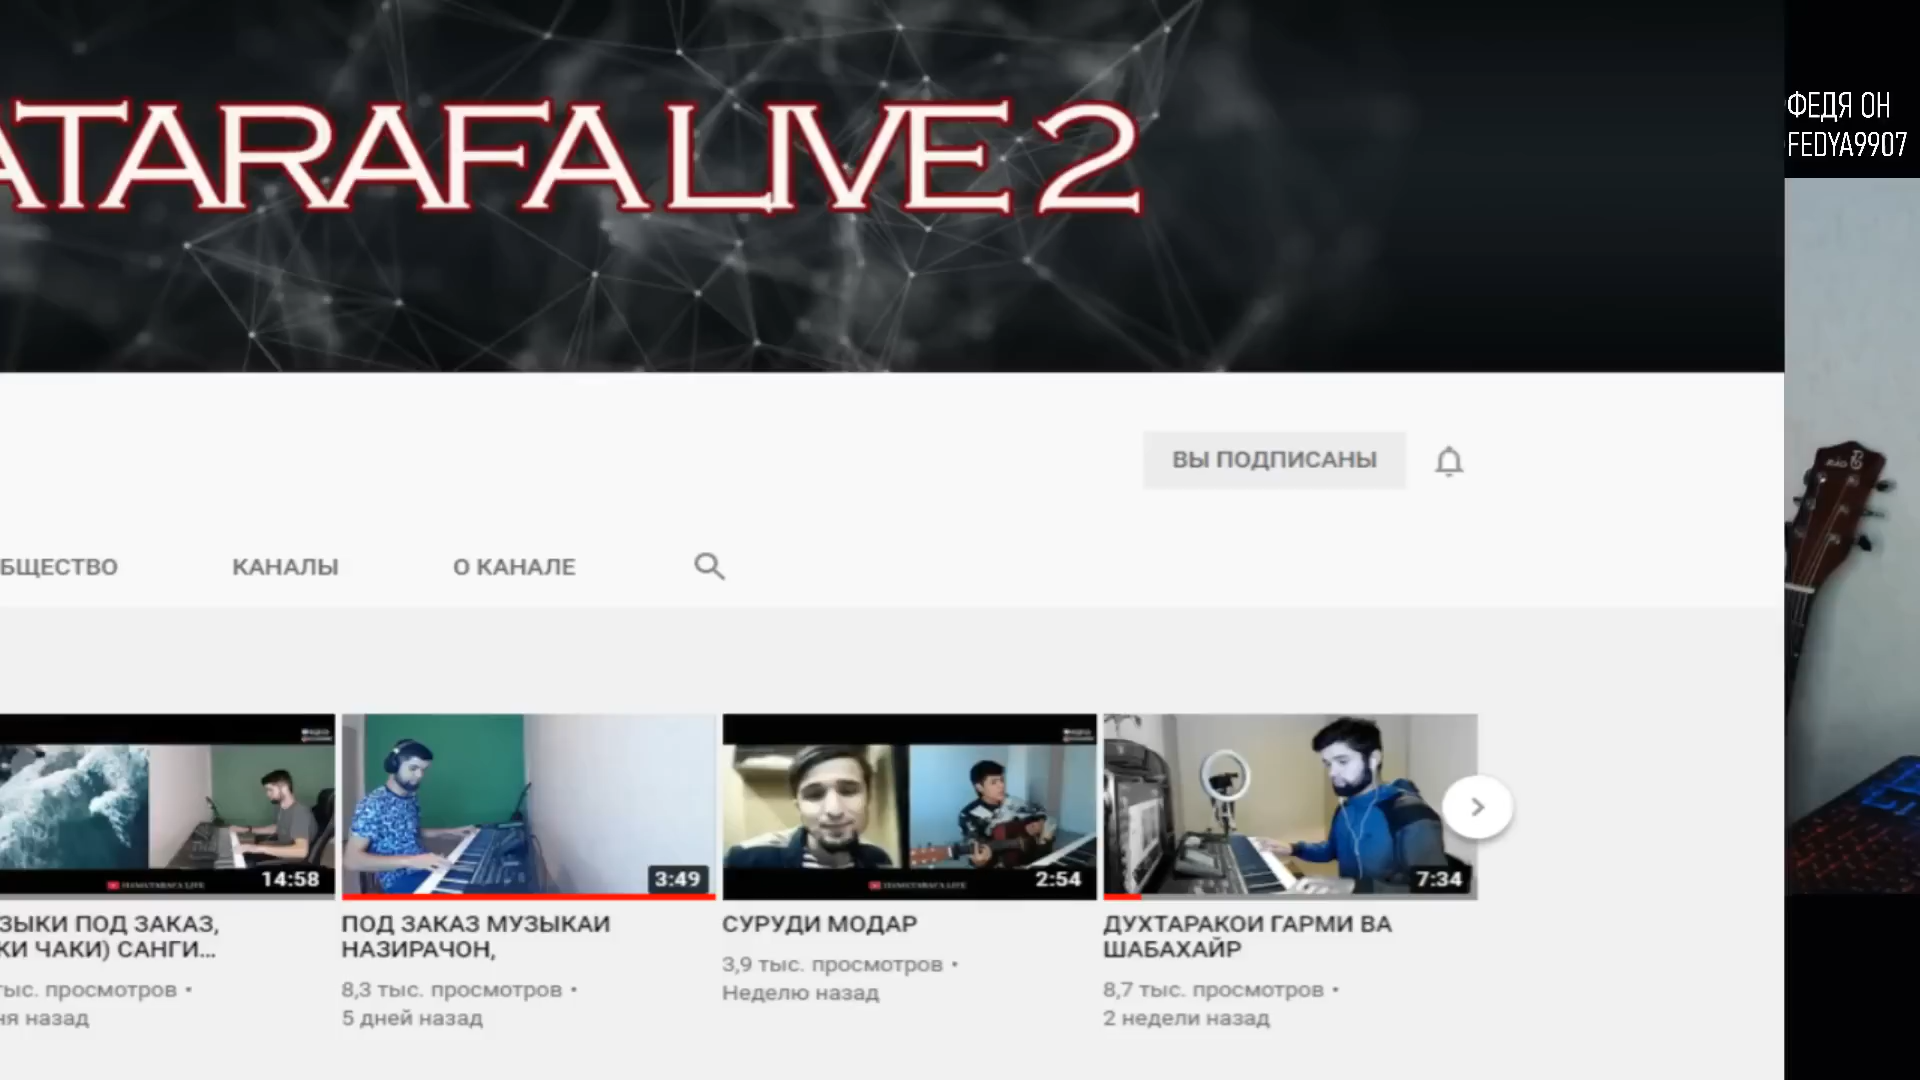 ATARAFA LIVE 2
ФЕДЯ ОН
FEDYA9907
ВЫ ПОДПИСАНЫ
БЩЕСТВО
КАНАЛЫ
О КАНАЛЕ
14:58
3:49
2:54
7:34
ЗЫКИ ПОД ЗАКАЗ,
КИ ЧАКИ) САНГИ...
тыс. просмотров •
ня назад
ПОД ЗАКАЗ МУЗЫКАИ
НАЗИРАЧОН,
8,3 тыс. просмотров •
5 дней назад
СУРУДИ МОДАР
3,9 тыс. просмотров •
Неделю назад
ДУХТАРАКОИ ГАРМИ ВА
ШАБАХАЙР
8,7 тыс. просмотров •
2 недели назад